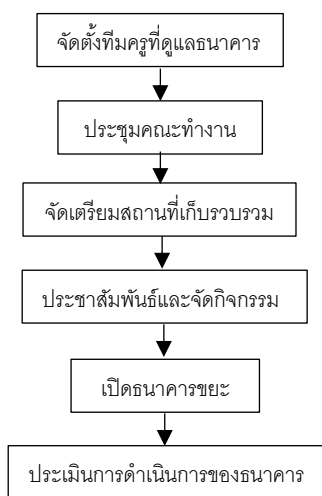 จัดตั้งทีมครูที่ดูแลธนาคาร
ประชุมคณะทำงาน
จัดเตรียมสถานที่เก็บรวบรวม
ประชาสัมพันธ์และจัดกิจกรรม
เปิดธนาคารขยะ
ประเมินการดำเนินการของธนาคาร